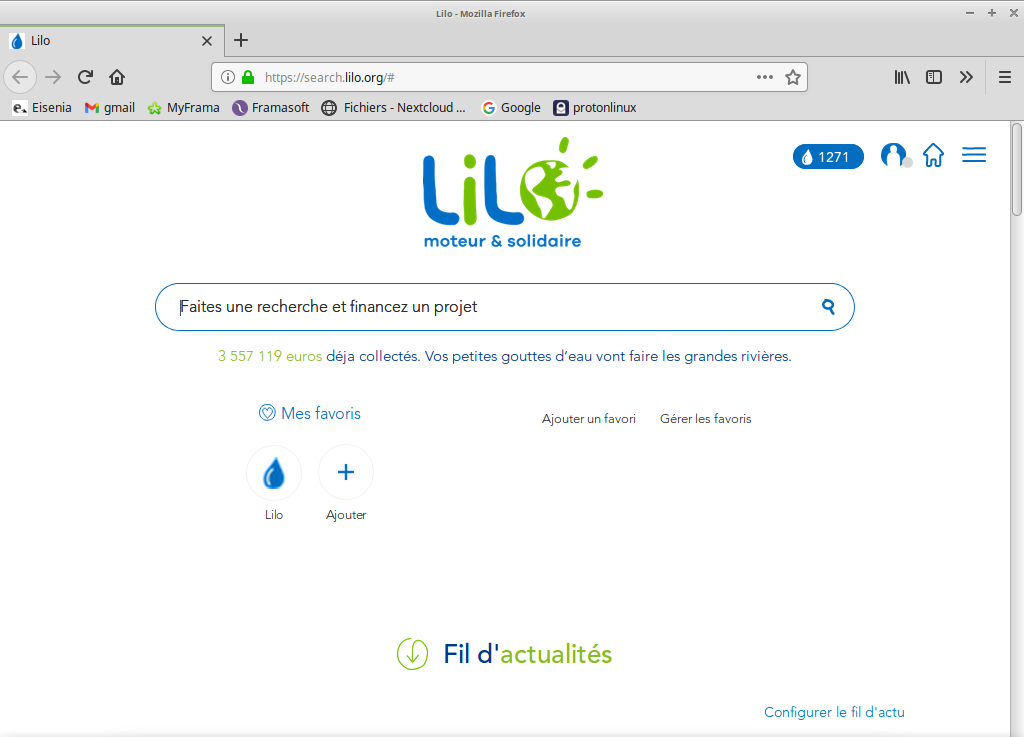 Lilo - Mozilla Firefox
Lilo
https://search.lilo.org/#
Eisenia gmail MyFrama Framasoft Fichiers - Nextcloud ... Google protonlinux
LiLO
moteur & solidaire
1271
Faites une recherche et financez un projet
3 557 119 euros déja collectés. Vos petites gouttes d’eau vont faire les grandes rivières.
Mes favoris
Ajouter un favori Gérer les favoris
Lilo Ajouter
Fil d'actualités
Configurer le fil d'actu